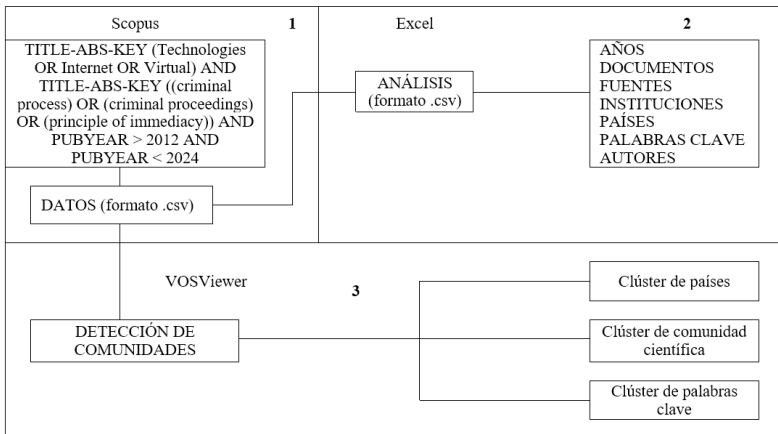 Scopus
1
TITLE-ABS-KEY (Technologies
OR Internet OR Virtual) AND
TITLE-ABS-KEY ((criminal
process) OR (criminal proceedings)
OR (principle of immediacy)) AND
PUBYEAR > 2012 AND
PUBYEAR < 2024
DATOS (formato .csv)
Excel
2
ANÁLISIS
(formato .csv)
AÑOS
DOCUMENTOS
FUENTES
INSTITUCIONES
PAÍSES
PALABRAS CLAVE
AUTORES
VOSViewer
3
DETECCIÓN DE
COMUNIDADES
Clúster de países
Clúster de comunidad
científica
Clúster de palabras
clave